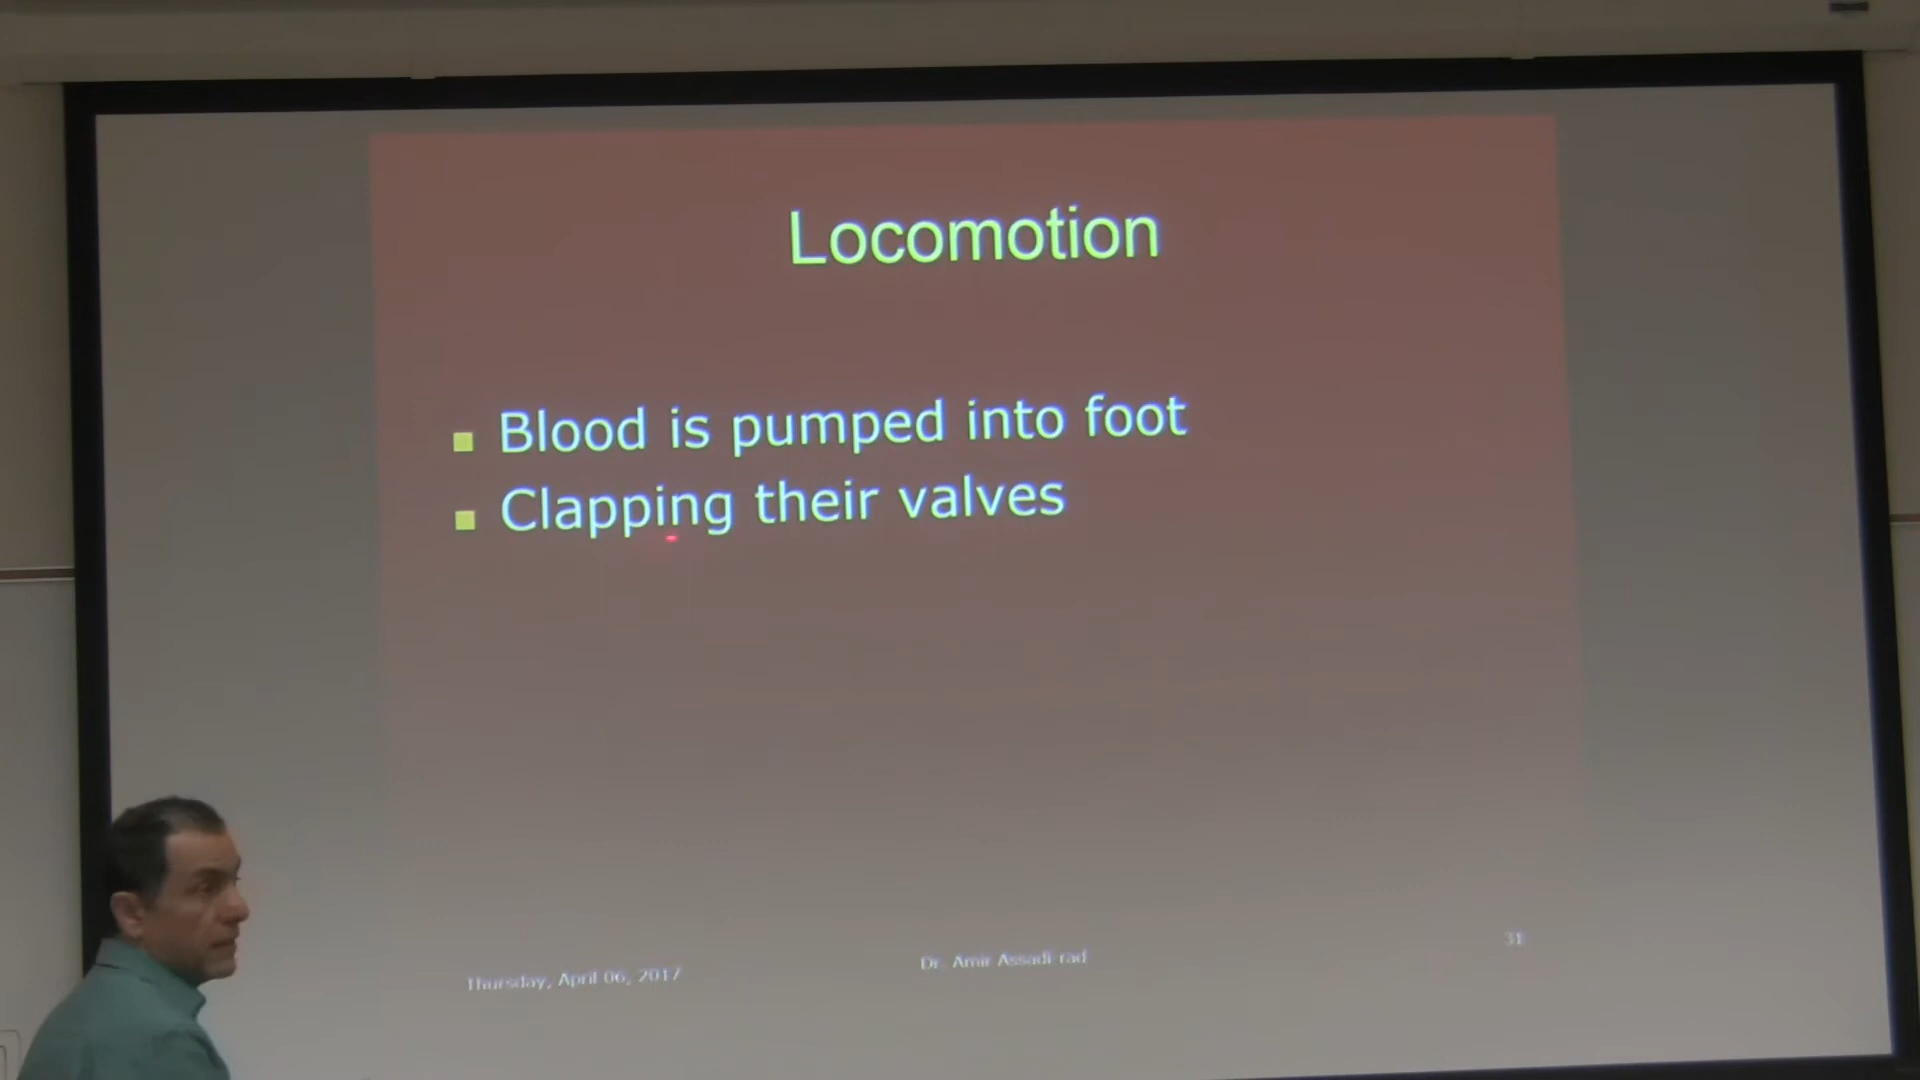 Locomotion
Blood is pumped into foot
Clapping their valves
Thursday, April 06, 2017
Dr. Amir Assadi-rad
31